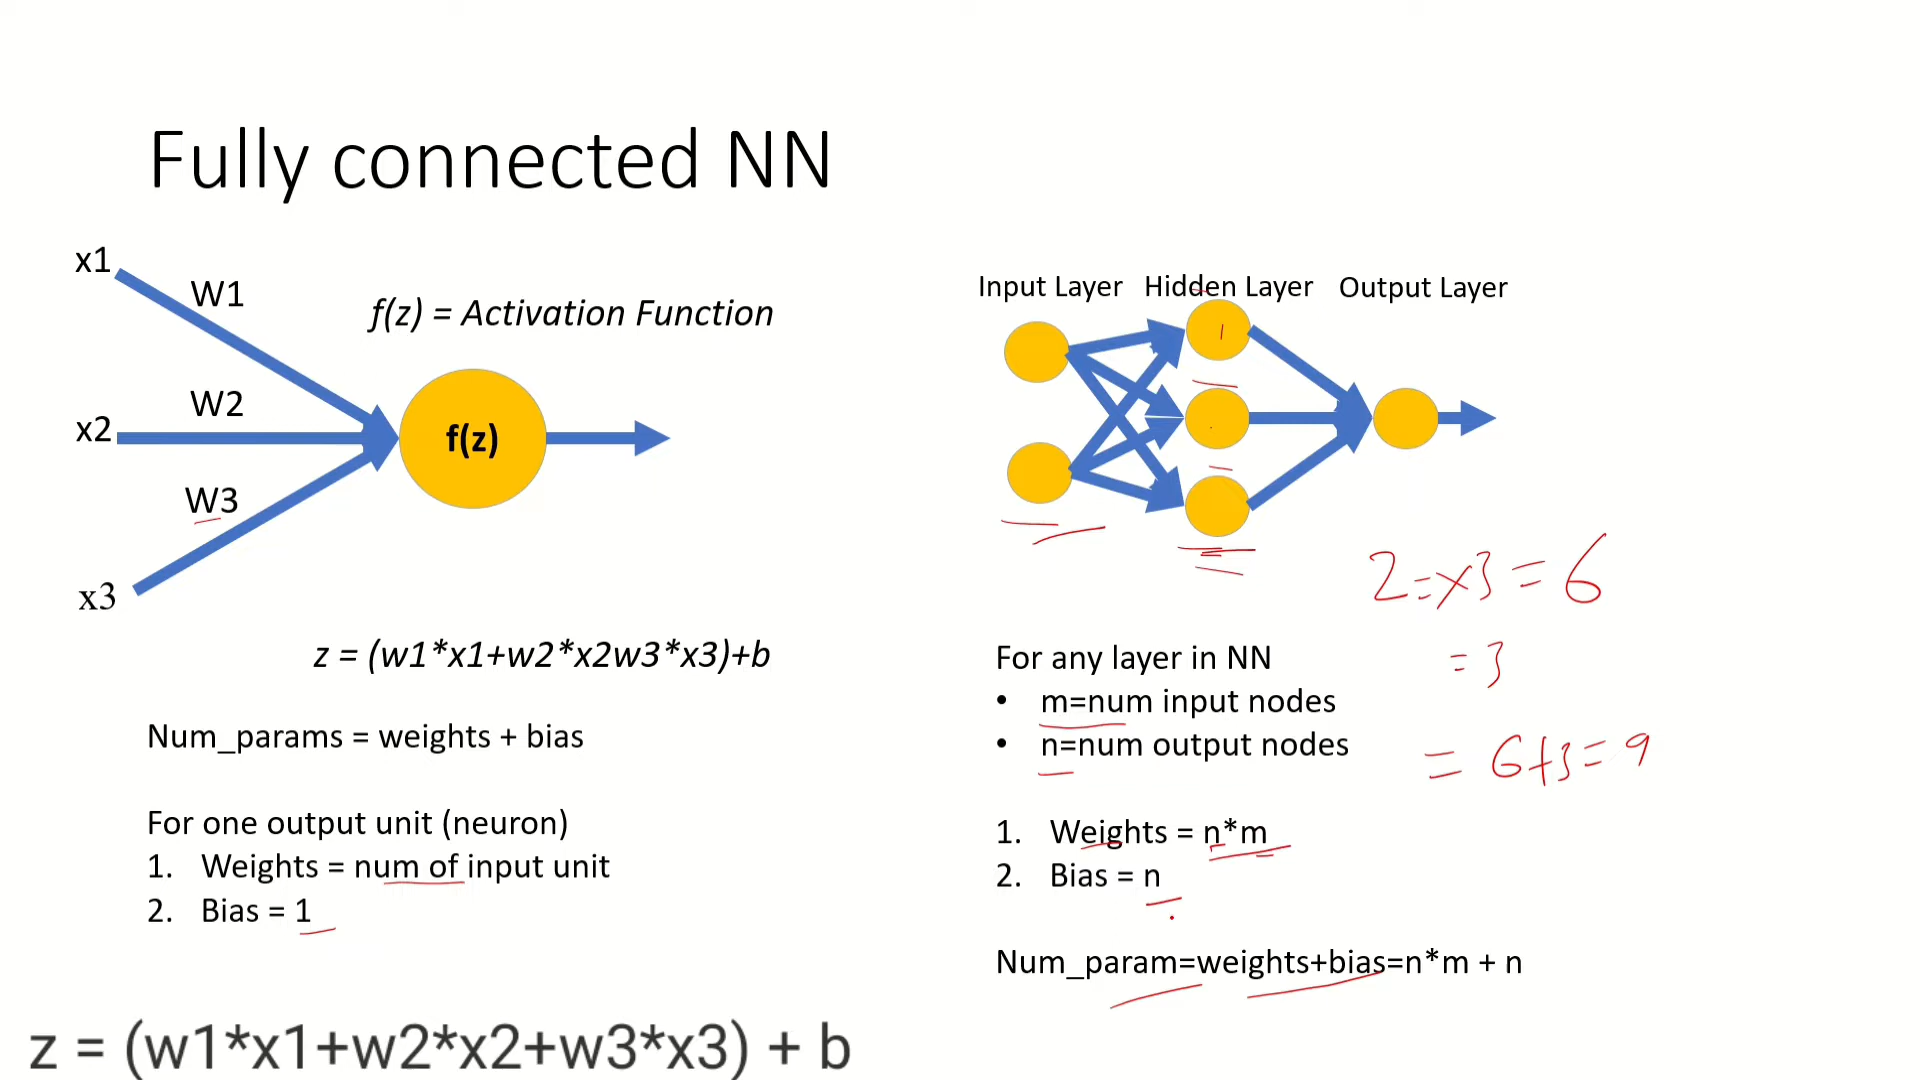 Fully connected NN
x1
W1
f(z) = Activation Function
W2
x2
f(z)
W3
x3
z = (w1*x1+w2*x2w3*x3)+b
Num_params = weights + bias
For one output unit (neuron)
1. Weights = num of input unit
2. Bias = 1
z = (w1*x1+w2*x2+w3*x3) + b
Input Layer Hidden Layer Output Layer
1
2=x3=6
=3
=6+3=9
For any layer in NN
• m=num input nodes
• n=num output nodes
1. Weights = n*m
2. Bias = n
Num_param=weights+bias=n*m + n